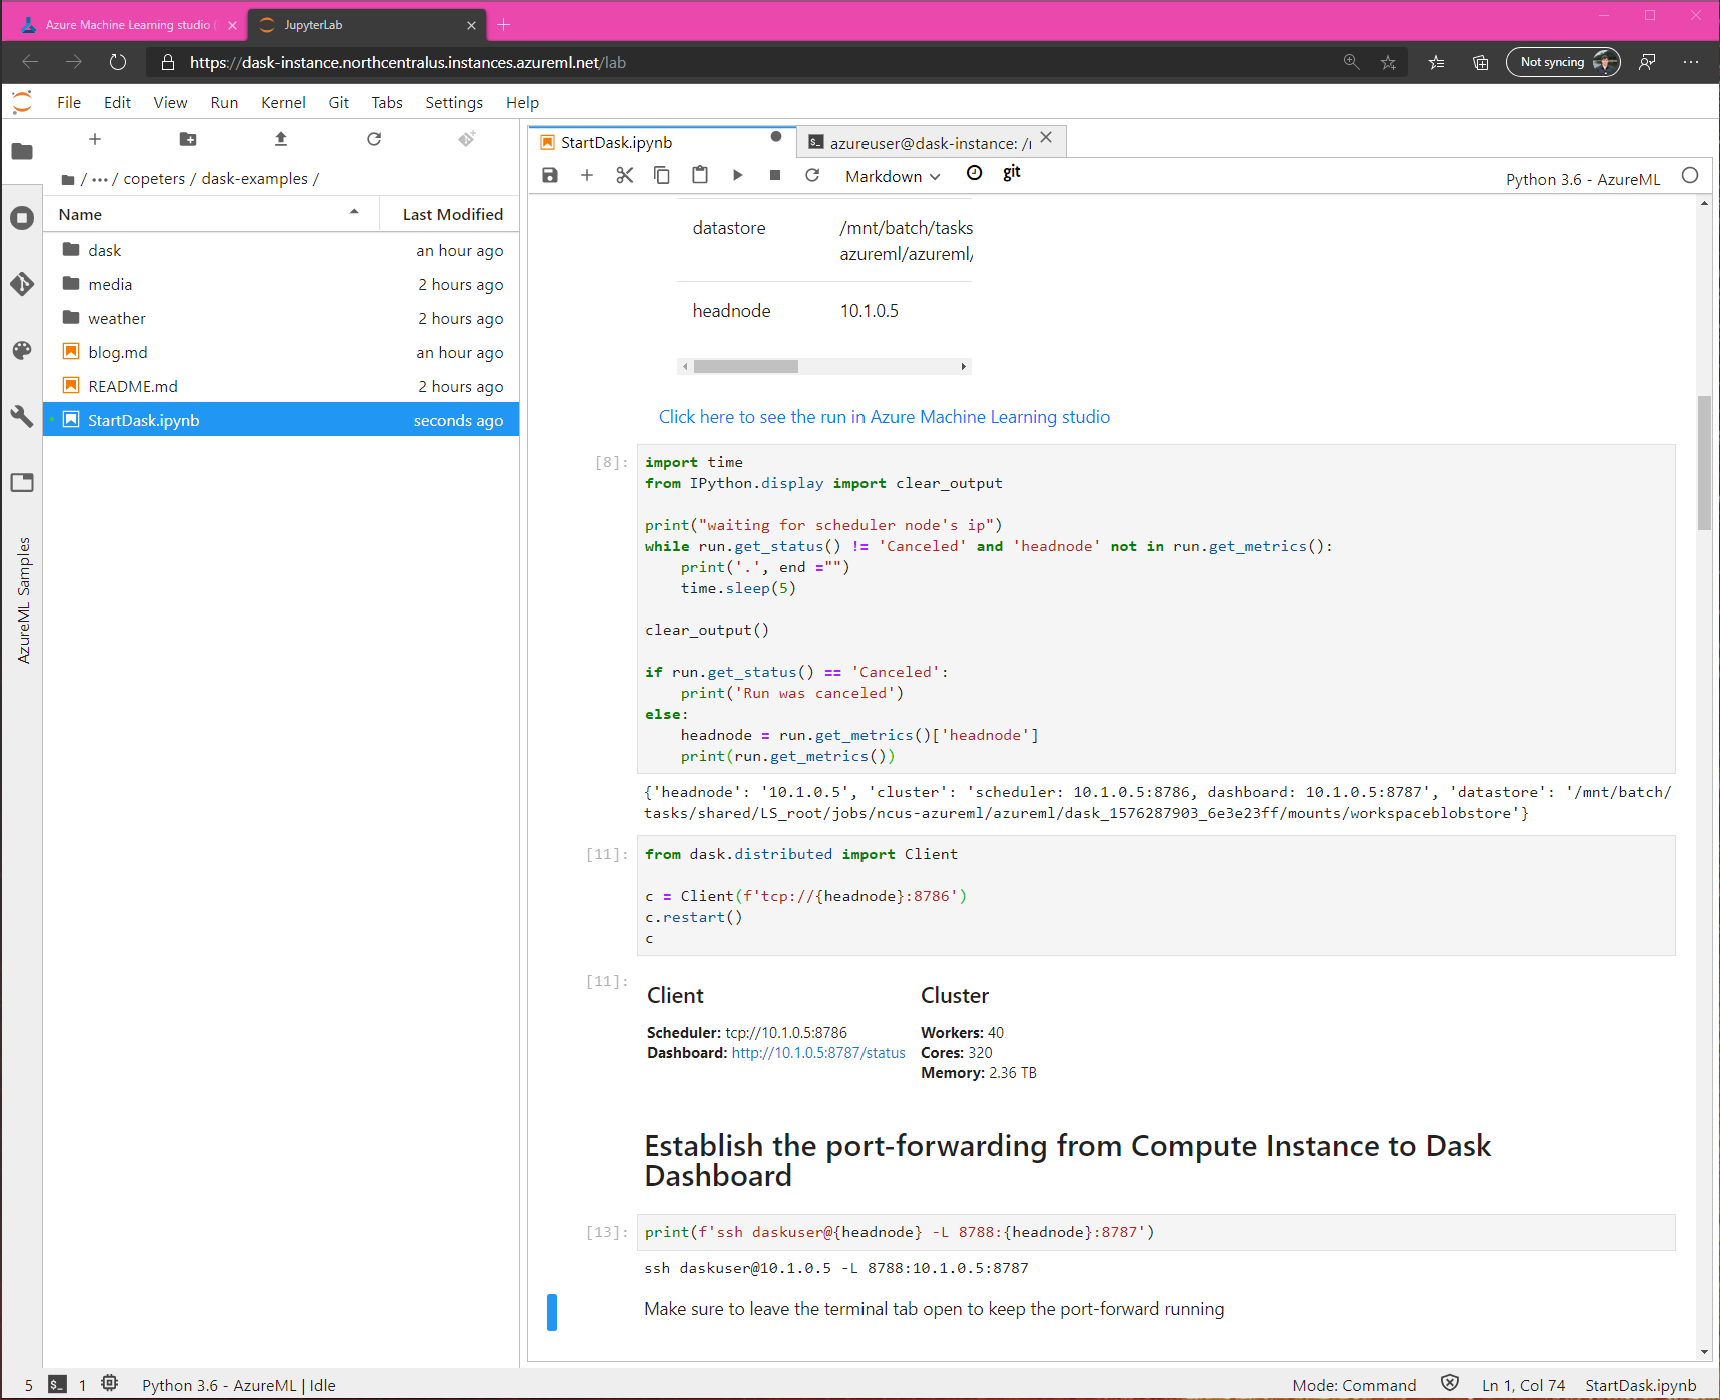 Azure Machine Learning studio
JupyterLab
https://dask-instance.northcentralus.instances.azureml.net/lab
Not syncing
File Edit View Run Kernel Git Tabs Settings Help
StartDask.ipynb
azureuser@dask-instance: /
/ ··· / copeters / dask-examples /
Markdown
git
Python 3.6 - AzureML
Name Last Modified
dask an hour ago
media 2 hours ago
weather 2 hours ago
blog.md an hour ago
README.md 2 hours ago
StartDask.ipynb seconds ago
AzureML Samples
datastore /mnt/batch/tasks
azureml/azureml/
headnode 10.1.0.5
Click here to see the run in Azure Machine Learning studio
[8]:
import time
from IPython.display import clear_output
print("waiting for scheduler node's ip")
while run.get_status() != 'Canceled' and 'headnode' not in run.get_metrics():
    print('.', end ="")
    time.sleep(5)
clear_output()
if run.get_status() == 'Canceled':
    print('Run was canceled')
else:
    headnode = run.get_metrics()['headnode']
    print(run.get_metrics())
{'headnode': '10.1.0.5', 'cluster': 'scheduler: 10.1.0.5:8786, dashboard: 10.1.0.5:8787', 'datastore': '/mnt/batch/
tasks/shared/LS_root/jobs/ncus-azureml/azureml/dask_1576287903_6e3e23ff/mounts/workspaceblobstore'}
[11]:
from dask.distributed import Client
c = Client(f'tcp://{headnode}:8786')
c.restart()
c
[11]:
Client Cluster
Scheduler: tcp://10.1.0.5:8786 Workers: 40
Dashboard: http://10.1.0.5:8787/status Cores: 320
Memory: 2.36 TB
Establish the port-forwarding from Compute Instance to Dask
Dashboard
[13]:
print(f'ssh daskuser@{headnode} -L 8788:{headnode}:8787')
ssh daskuser@10.1.0.5 -L 8788:10.1.0.5:8787
Make sure to leave the terminal tab open to keep the port-forward running
5 $_ 1 Python 3.6 - AzureML | Idle
Mode: Command Ln 1, Col 74 StartDask.ipynb